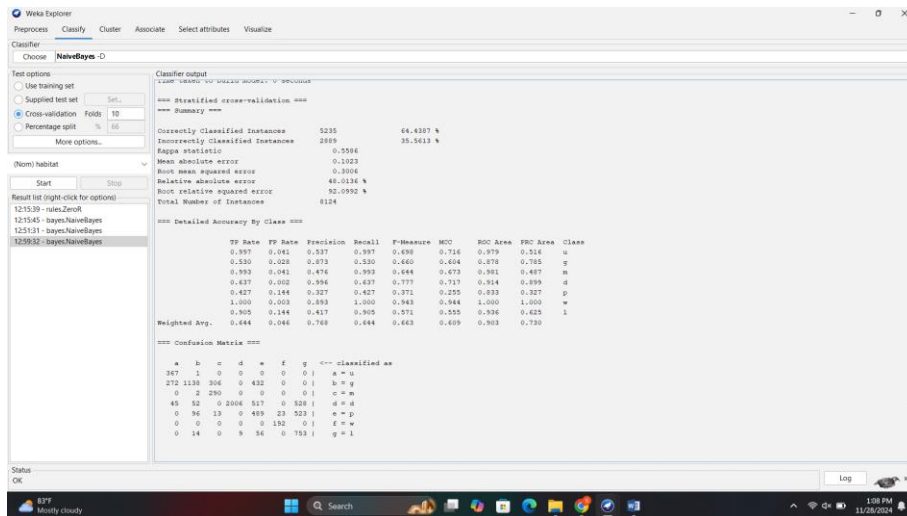 Weka Explorer
Preprocess Classify Cluster Associate Select attributes Visualize
Classifier
Choose NaiveBayes -D
Test options
Use training set
Supplied test set Set...
Cross-validation Folds 10
Percentage split % 66
More options...
(Nom) habitat
Start Stop
Result list (right-click for options)
12:15:39 - rules.ZeroR
12:15:45 - bayes.NaiveBayes
12:51:31 - bayes.NaiveBayes
12:59:32 - bayes.NaiveBayes
Classifier output
Time taken to build model: 0 seconds
=== Stratified cross-validation ===
=== Summary ===
Correctly Classified Instances 5235 64.4387 %
Incorrectly Classified Instances 2889 35.5613 %
Kappa statistic 0.5586
Mean absolute error 0.1023
Root mean squared error 0.3006
Relative absolute error 48.0136 %
Root relative squared error 92.0992 %
Total Number of Instances 8124
=== Detailed Accuracy By Class ===
TP Rate FP Rate Precision Recall F-Measure MCC ROC Area PRC Area Class
0.997 0.041 0.537 0.997 0.698 0.716 0.979 0.516 u
0.530 0.028 0.873 0.530 0.660 0.604 0.878 0.785 g
0.993 0.041 0.476 0.993 0.644 0.673 0.981 0.487 m
0.637 0.002 0.996 0.637 0.777 0.717 0.914 0.899 d
0.427 0.144 0.327 0.427 0.371 0.255 0.833 0.327 p
1.000 0.003 0.893 1.000 0.943 0.944 1.000 1.000 w
0.905 0.144 0.417 0.905 0.571 0.555 0.936 0.625 l
Weighted Avg. 0.644 0.046 0.768 0.644 0.663 0.609 0.903 0.730
=== Confusion Matrix ===
a b c d e f g <-- classified as
367 1 0 0 0 0 0 | a = u
272 1138 306 0 432 0 0 | b = g
0 2 290 0 0 0 0 | c = m
45 52 0 2006 517 0 528 | d = d
0 96 13 0 489 23 523 | e = p
0 0 0 0 0 192 0 | f = w
0 14 0 9 56 0 753 | g = l
Status
OK
Log
x 0
83°F
Mostly cloudy
Search
1:08 PM
11/28/2024